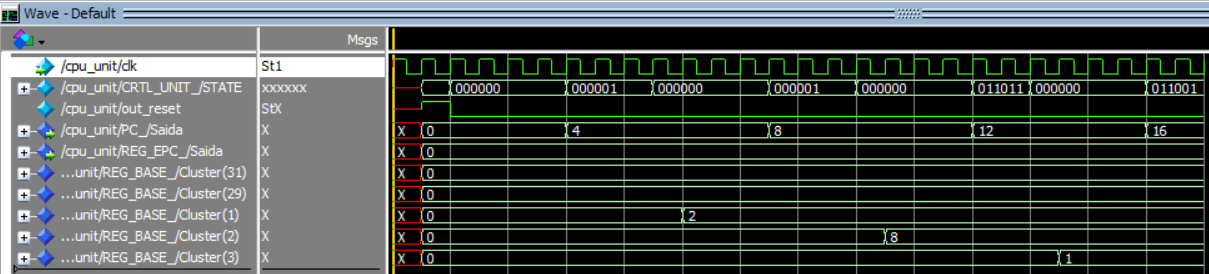 Wave - Default
Msgs
/cpu_unit/clk St1
/cpu_unit/CRTL_UNIT_/STATE xxxxxx 000000 000001 000000 000001 000000 011011 000000 011001
/cpu_unit/out_reset StX
/cpu_unit/PC_/Saida X X 0 4 8 12 16
/cpu_unit/REG_EPC_/Saida X X 0
...unit/REG_BASE_/Cluster(31) X X 0
...unit/REG_BASE_/Cluster(29) X X 0
...unit/REG_BASE_/Cluster(1) X X 0 2
...unit/REG_BASE_/Cluster(2) X X 0 8
...unit/REG_BASE_/Cluster(3) X X 0 1